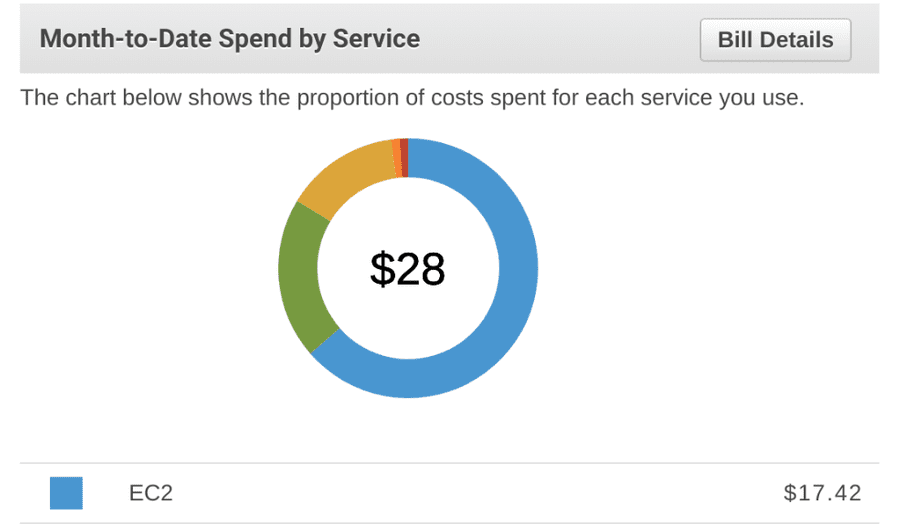 Month-to-Date Spend by Service
Bill Details
The chart below shows the proportion of costs spent for each service you use.
$28
EC2
$17.42